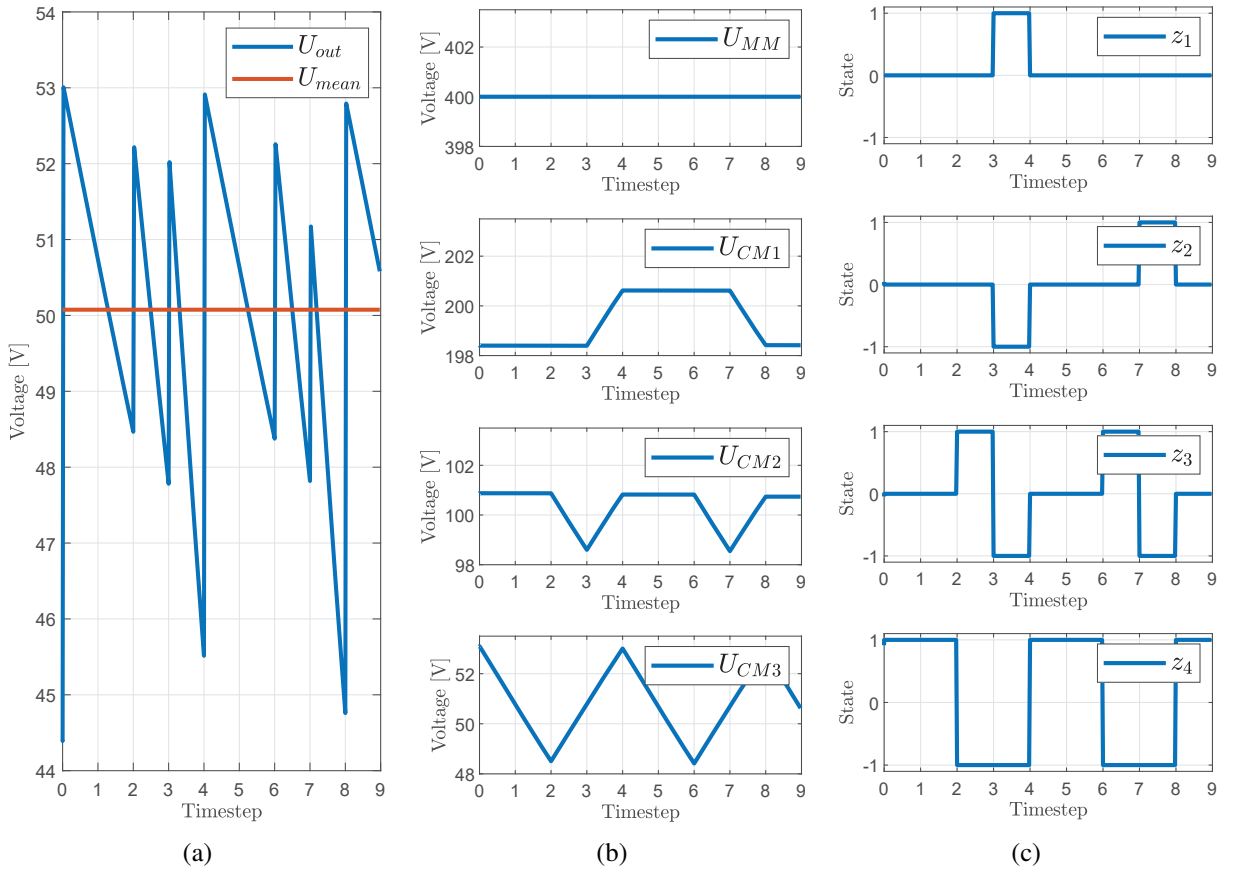 U_out
U_mean
53
52
51
50
49
48
47
46
45
44
54
Voltage [V]
0 1 2 3 4 5 6 7 8 9
Timestep
(a)
U_MM
402
400
398
Voltage [V]
0 1 2 3 4 5 6 7 8 9
Timestep
U_CM1
202
200
198
Voltage [V]
0 1 2 3 4 5 6 7 8 9
Timestep
U_CM2
102
100
98
Voltage [V]
0 1 2 3 4 5 6 7 8 9
Timestep
U_CM3
52
50
48
Voltage [V]
0 1 2 3 4 5 6 7 8 9
Timestep
(b)
z_1
1
0
-1
State
0 1 2 3 4 5 6 7 8 9
Timestep
z_2
1
0
-1
State
0 1 2 3 4 5 6 7 8 9
Timestep
z_3
1
0
-1
State
0 1 2 3 4 5 6 7 8 9
Timestep
z_4
1
0
-1
State
0 1 2 3 4 5 6 7 8 9
Timestep
(c)